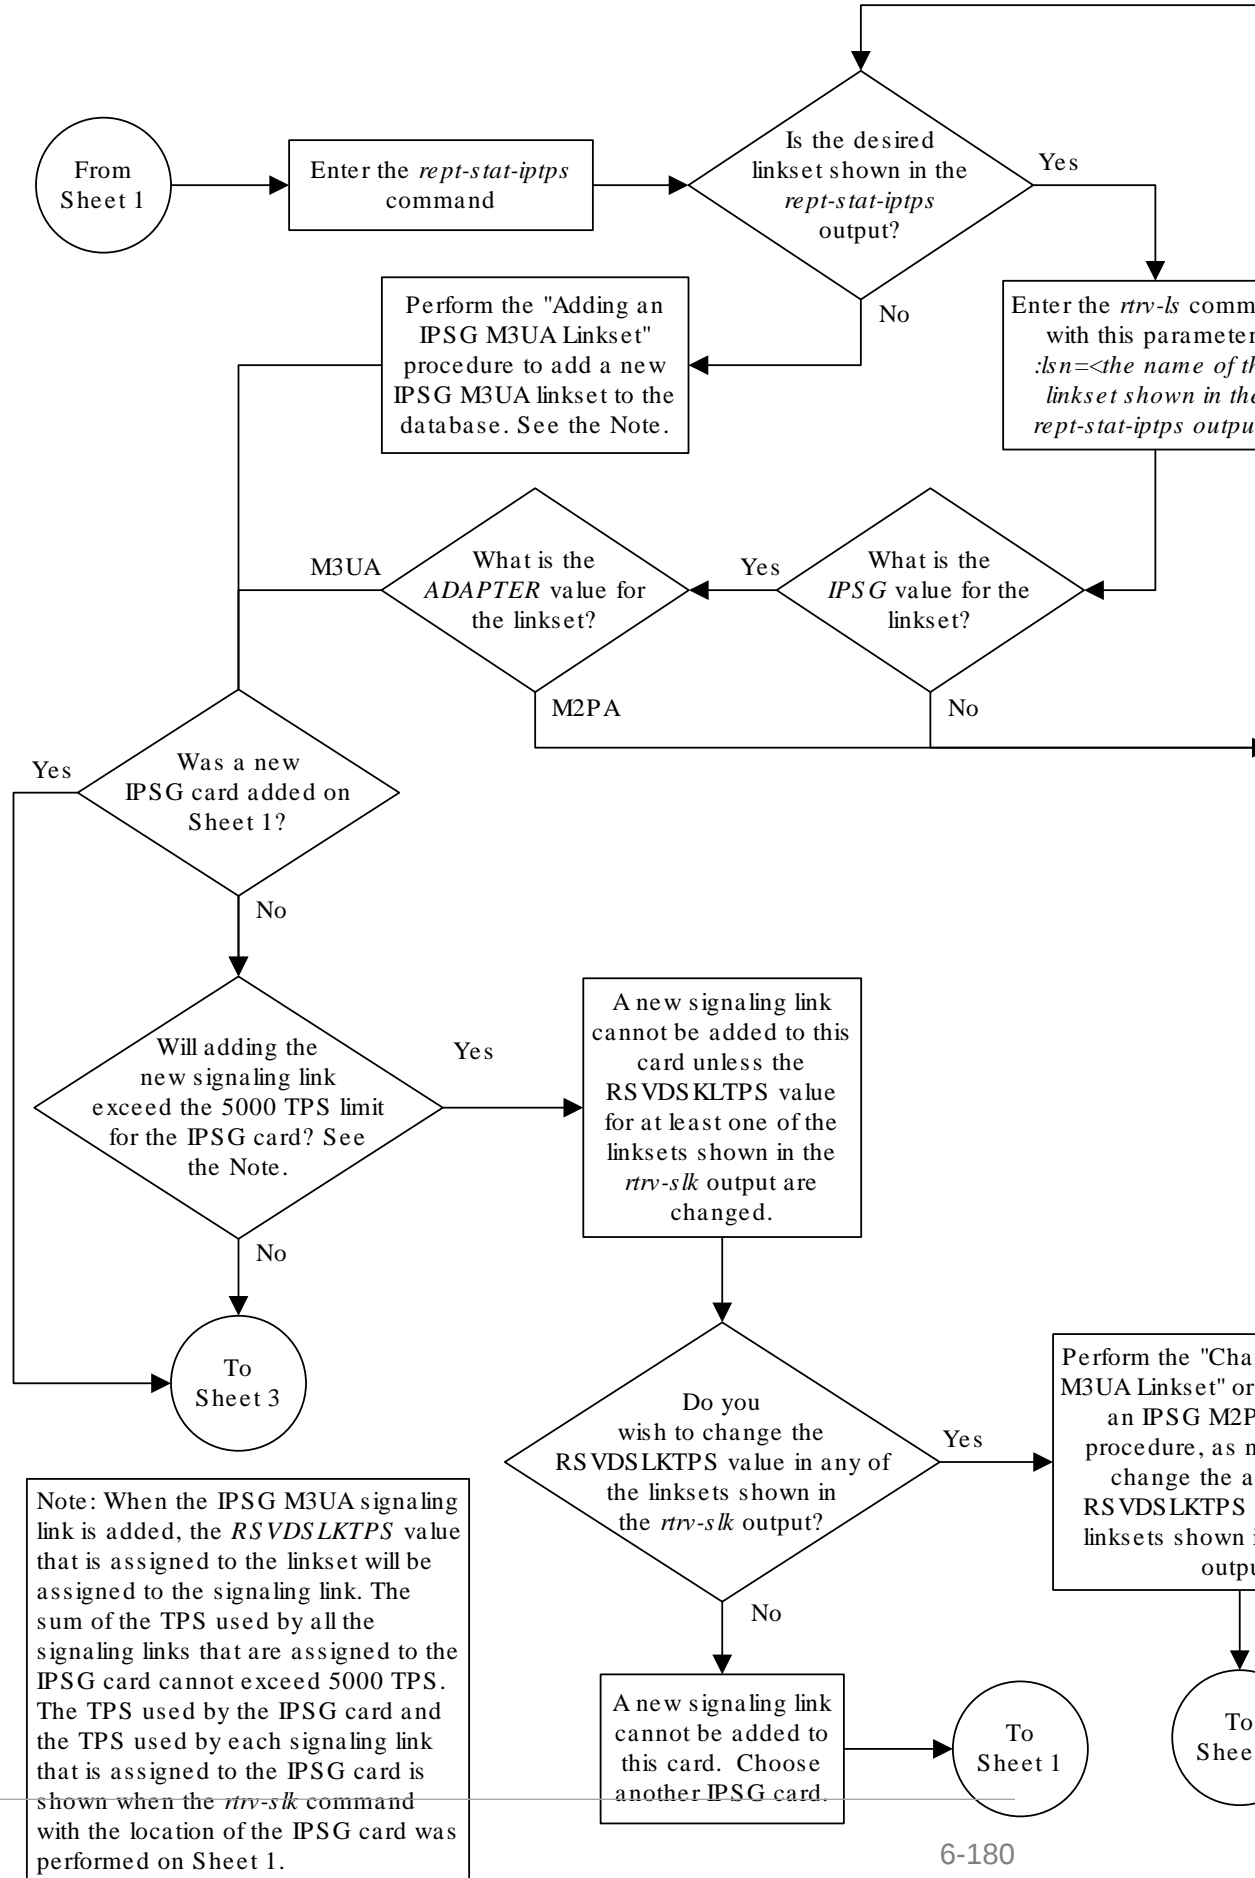 From
Sheet 1
Enter the rept-stat-iptps
command
Is the desired
linkset shown in the
rept-stat-iptps
output?
Yes
No
Enter the rtrv-ls comm
with this parameter
:lsn=<the name of th
linkset shown in the
rept-stat-iptps outpu
Perform the "Adding an
IPSG M3UA Linkset"
procedure to add a new
IPSG M3UA linkset to the
database. See the Note.
What is the
IPSG value for the
linkset?
Yes
No
What is the
ADAPTER value for
the linkset?
M3UA
M2PA
Was a new
IPSG card added on
Sheet 1?
Yes
No
Will adding the
new signaling link
exceed the 5000 TPS limit
for the IPSG card? See
the Note.
Yes
No
A new signaling link
cannot be added to this
card unless the
RSVDSKLTPS value
for at least one of the
linksets shown in the
rtrv-slk output are
changed.
To
Sheet 3
Do you
wish to change the
RSVDSLKTPS value in any of
the linksets shown in
the rtrv-slk output?
Yes
No
Perform the "Cha
M3UA Linkset" or
an IPSG M2P
procedure, as n
change the a
RSVDSLKTPS
linksets shown i
outpu
A new signaling link
cannot be added to
this card. Choose
another IPSG card.
To
Sheet 1
To
Shee
Note: When the IPSG M3UA signaling
link is added, the RSVDSLKTPS value
that is assigned to the linkset will be
assigned to the signaling link. The
sum of the TPS used by all the
signaling links that are assigned to the
IPSG card cannot exceed 5000 TPS.
The TPS used by the IPSG card and
the TPS used by each signaling link
that is assigned to the IPSG card is
shown when the rtrv-slk command
with the location of the IPSG card was
performed on Sheet 1.
6-180